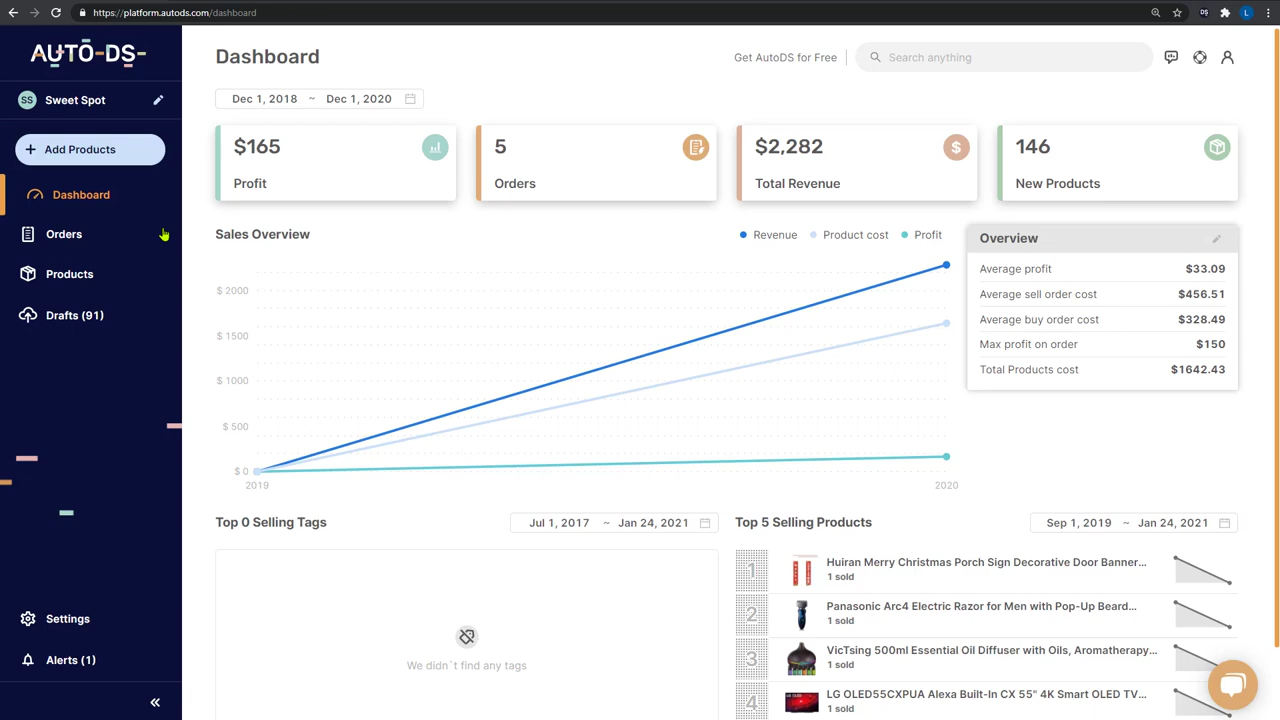 https://platform.autods.com/dashboard
DS
L
AUTO-DS-
SS Sweet Spot
+ Add Products
Dashboard
Orders
Products
Drafts (91)
Settings
Alerts (1)
«
Dashboard
Get AutoDS for Free
Search anything
Dec 1, 2018 ~ Dec 1, 2020
$165
Profit
5
Orders
$2,282
$
Total Revenue
146
New Products
Sales Overview
Revenue Product cost Profit
$ 2000
$ 1500
$ 1000
$ 500
$ 0
2019 2020
Overview
Average profit $33.09
Average sell order cost $456.51
Average buy order cost $328.49
Max profit on order $150
Total Products cost $1642.43
Top 0 Selling Tags
Jul 1, 2017 ~ Jan 24, 2021
We didn`t find any tags
Top 5 Selling Products
Sep 1, 2019 ~ Jan 24, 2021
1
Huiran Merry Christmas Porch Sign Decorative Door Banner...
1 sold
2
Panasonic Arc4 Electric Razor for Men with Pop-Up Beard...
1 sold
3
VicTsing 500ml Essential Oil Diffuser with Oils, Aromatherapy...
1 sold
4
LG OLED55CXPUA Alexa Built-In CX 55" 4K Smart OLED TV...
1 sold